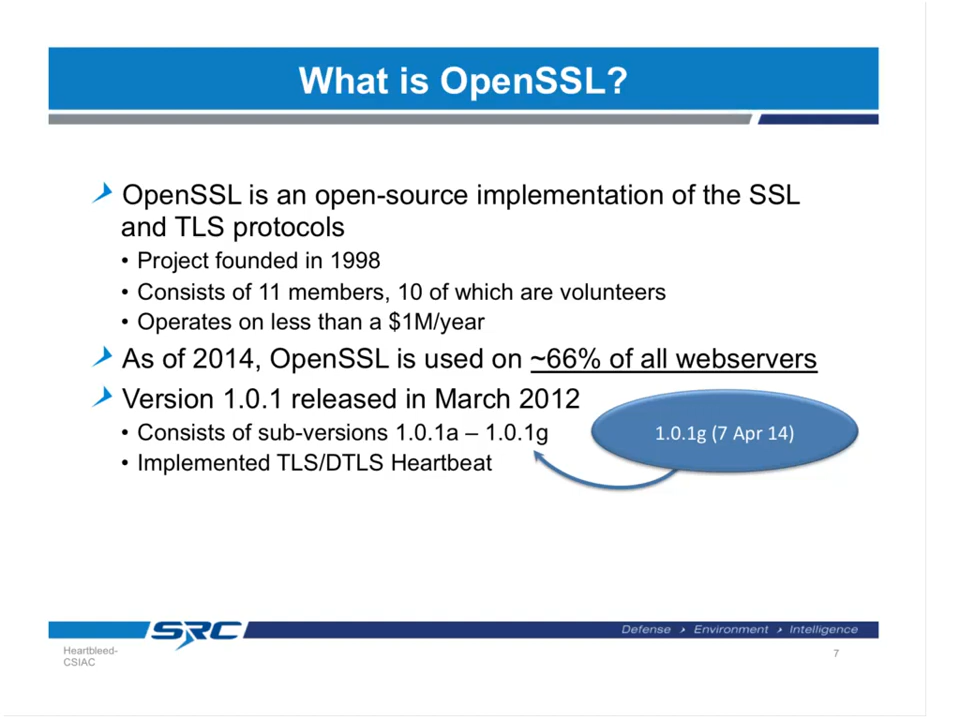 What is OpenSSL?
OpenSSL is an open-source implementation of the SSL
and TLS protocols
• Project founded in 1998
• Consists of 11 members, 10 of which are volunteers
• Operates on less than a $1M/year
As of 2014, OpenSSL is used on ~66% of all webservers
Version 1.0.1 released in March 2012
• Consists of sub-versions 1.0.1a – 1.0.1g
1.0.1g (7 Apr 14)
• Implemented TLS/DTLS Heartbeat
SRC
Defense › Environment › Intelligence
Heartbleed-
CSIAC
7